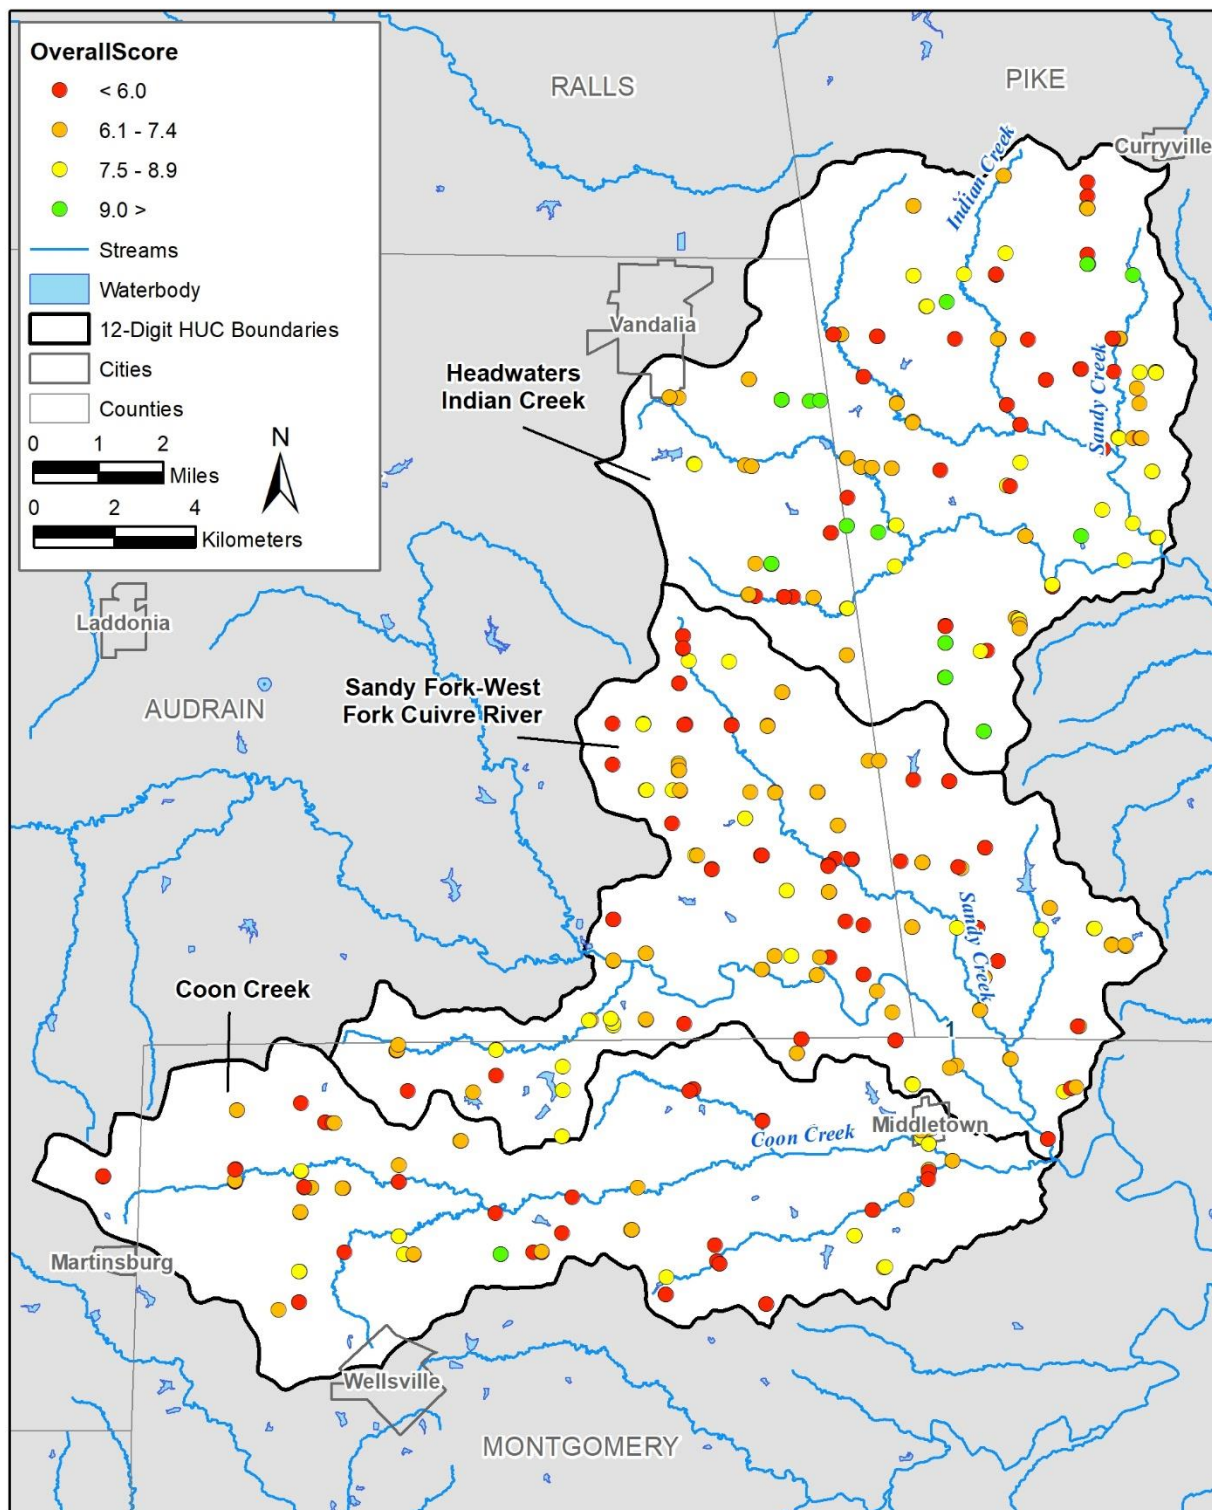 OverallScore
< 6.0
6.1 - 7.4
7.5 - 8.9
9.0 >
Streams
Waterbody
12-Digit HUC Boundaries
Cities
Counties
0 1 2
Miles
0 2 4
Kilometers
N
RALLS
PIKE
Curryville
Indian Creek
Vandalia
Headwaters
Indian Creek
Sandy Creek
Laddonia
AUDRAIN
Sandy Fork-West
Fork Cuivre River
Sandy Creek
Coon Creek
1
Middletown
Coon Creek
Martinsburg
Wellsville
MONTGOMERY